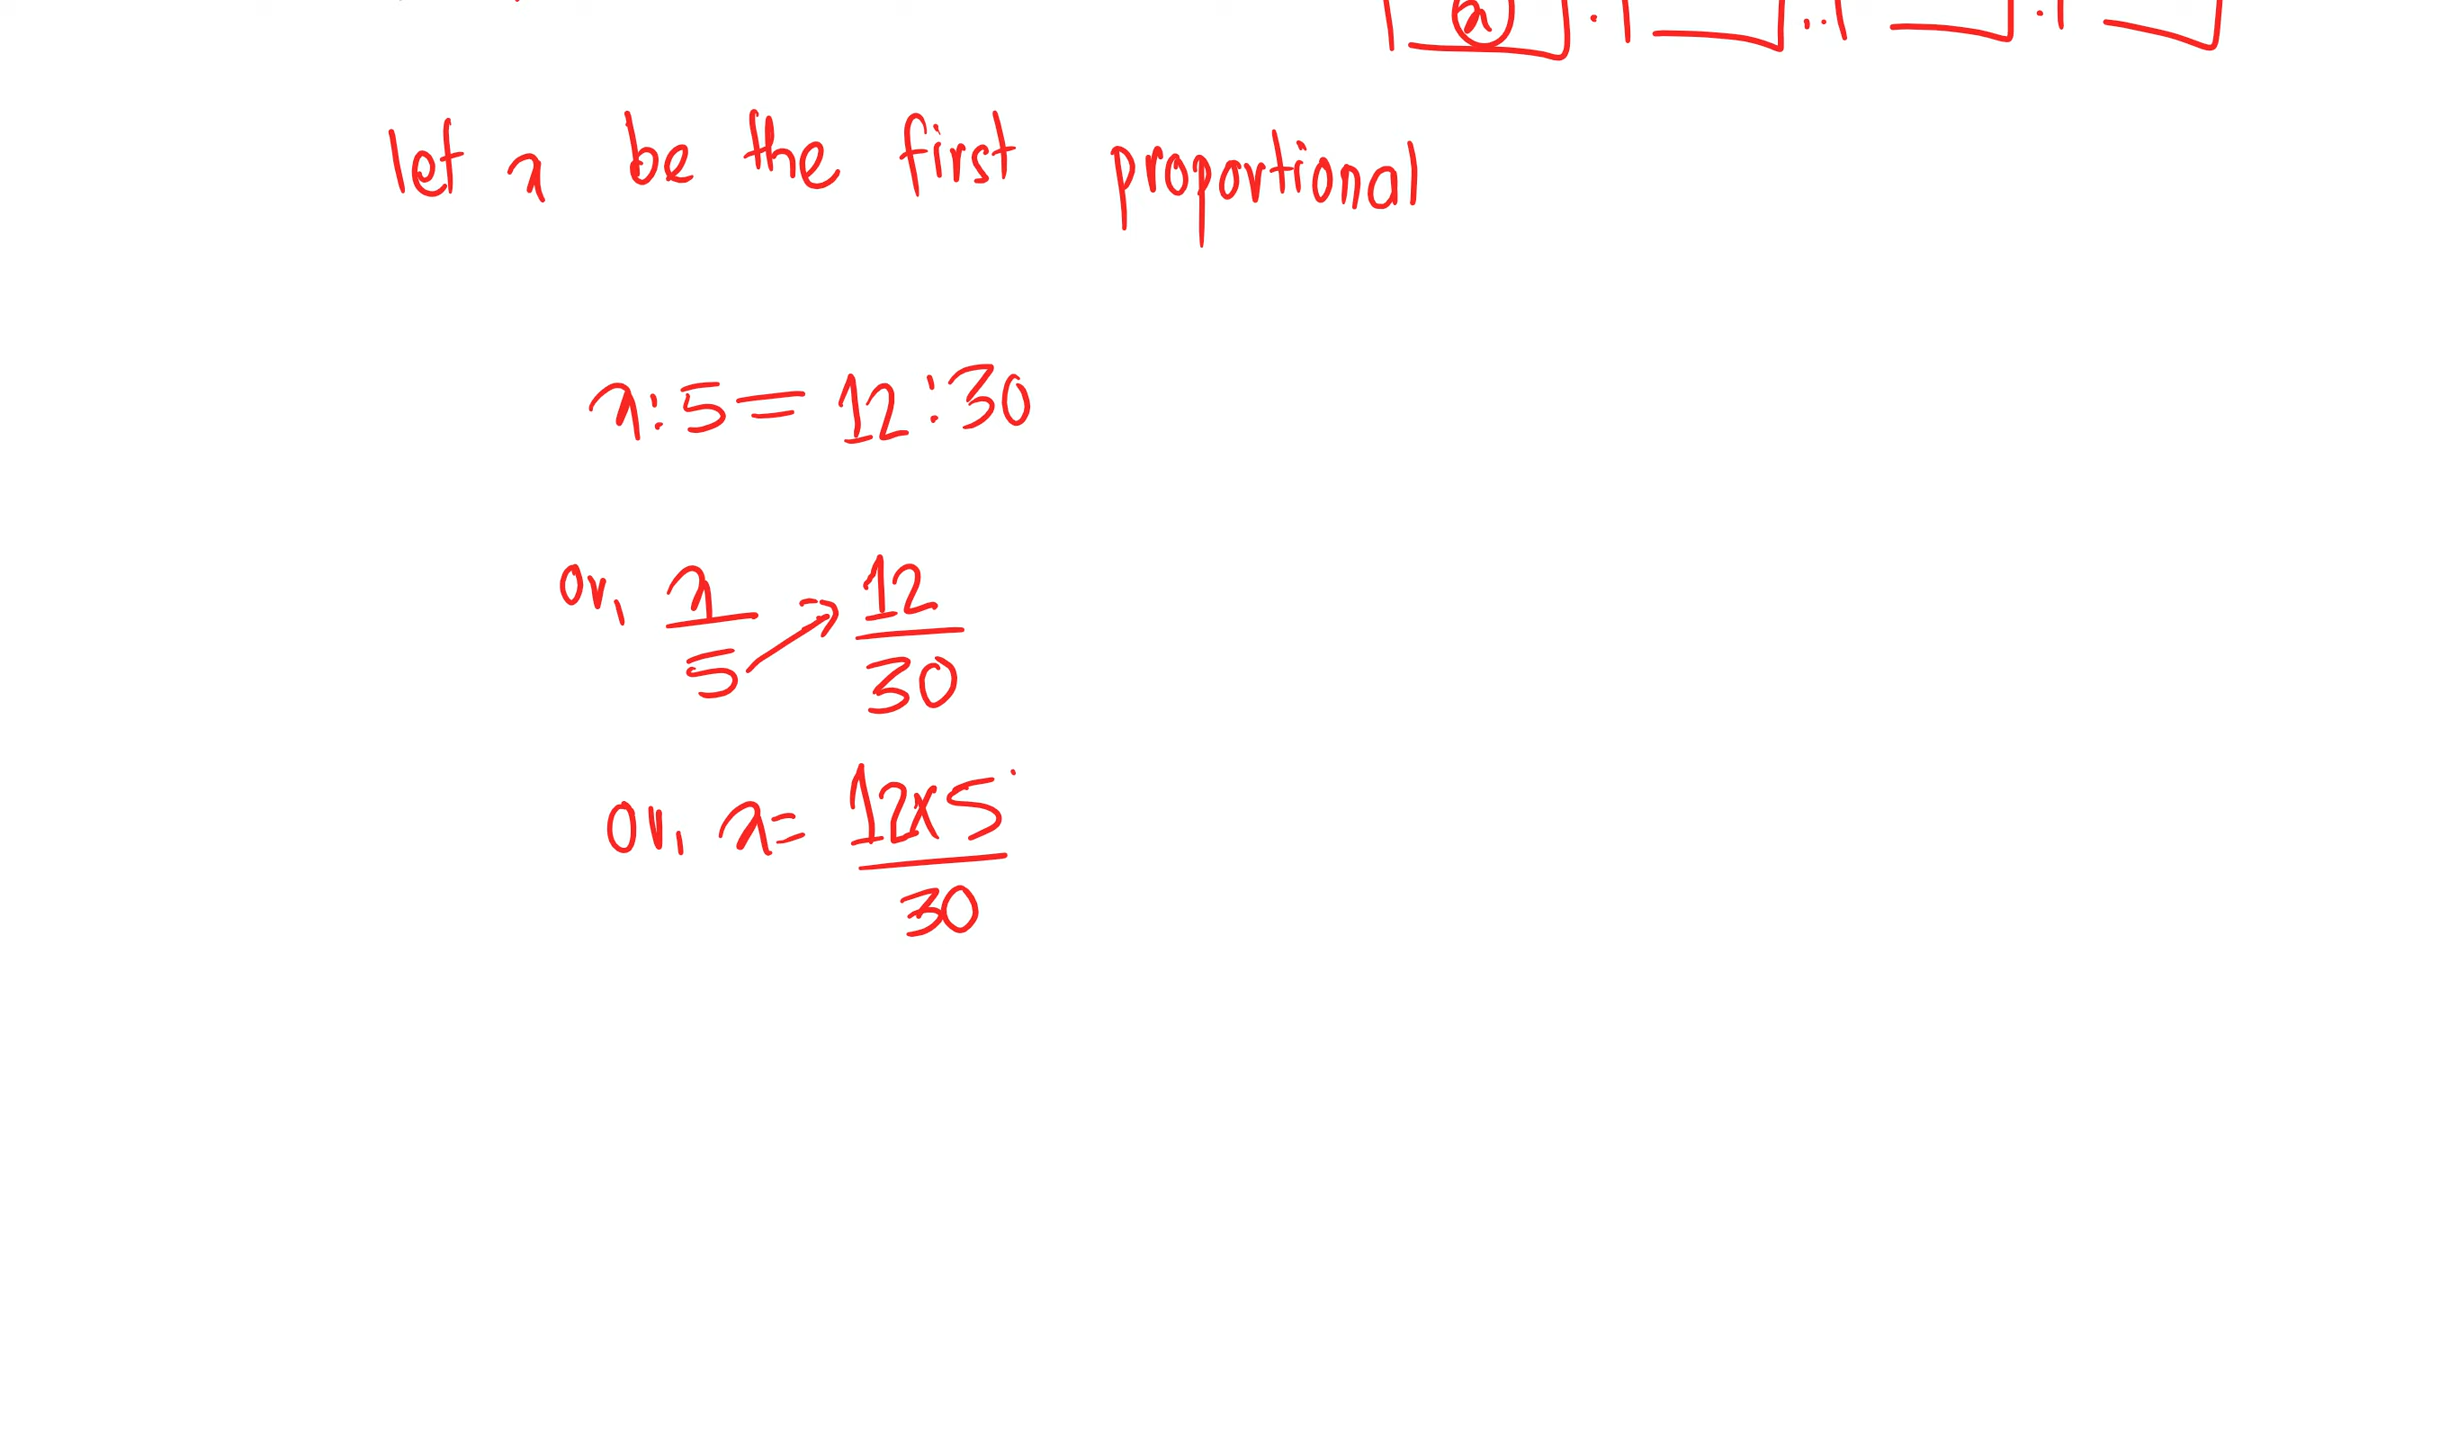 x : : :
let x be the first proportional
x:5=12:30
or, x/5 = 12/30
or, x= 12x5/30